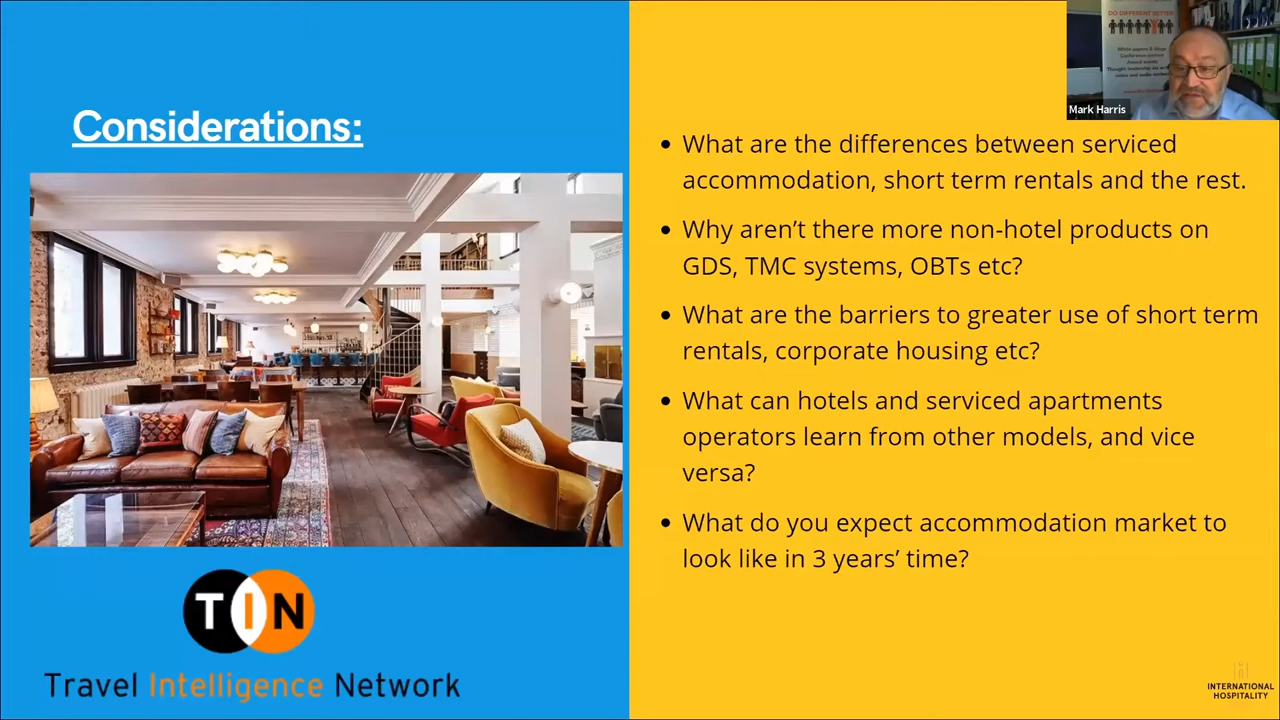 DO DIFFERENT BETTER
White papers & blogs
Mark Harris
Considerations:
• What are the differences between serviced
accommodation, short term rentals and the rest.
• Why aren’t there more non-hotel products on
GDS, TMC systems, OBTs etc?
• What are the barriers to greater use of short term
rentals, corporate housing etc?
• What can hotels and serviced apartments
operators learn from other models, and vice
versa?
• What do you expect accommodation market to
look like in 3 years’ time?
TIN
Travel Intelligence Network
INTERNATIONAL
HOSPITALITY